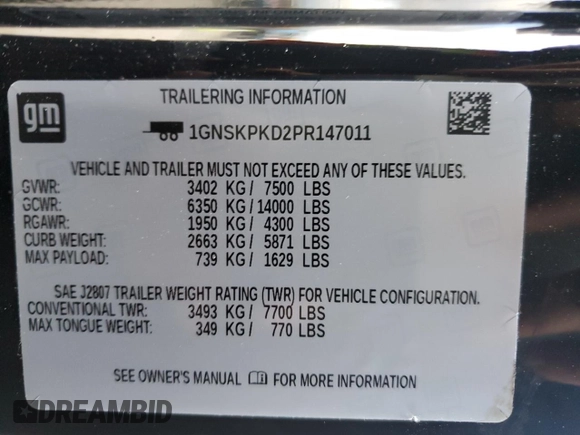 gm
TRAILERING INFORMATION
1GNSKPKD2PR147011
VEHICLE AND TRAILER MUST NOT EXCEED ANY OF THESE VALUES.
GVWR: 3402 KG / 7500 LBS
GCWR: 6350 KG / 14000 LBS
RGAWR: 1950 KG / 4300 LBS
CURB WEIGHT: 2663 KG / 5871 LBS
MAX PAYLOAD: 739 KG / 1629 LBS
SAE J2807 TRAILER WEIGHT RATING (TWR) FOR VEHICLE CONFIGURATION.
CONVENTIONAL TWR: 3493 KG / 7700 LBS
MAX TONGUE WEIGHT: 349 KG / 770 LBS
SEE OWNER'S MANUAL FOR MORE INFORMATION
DREAMBID